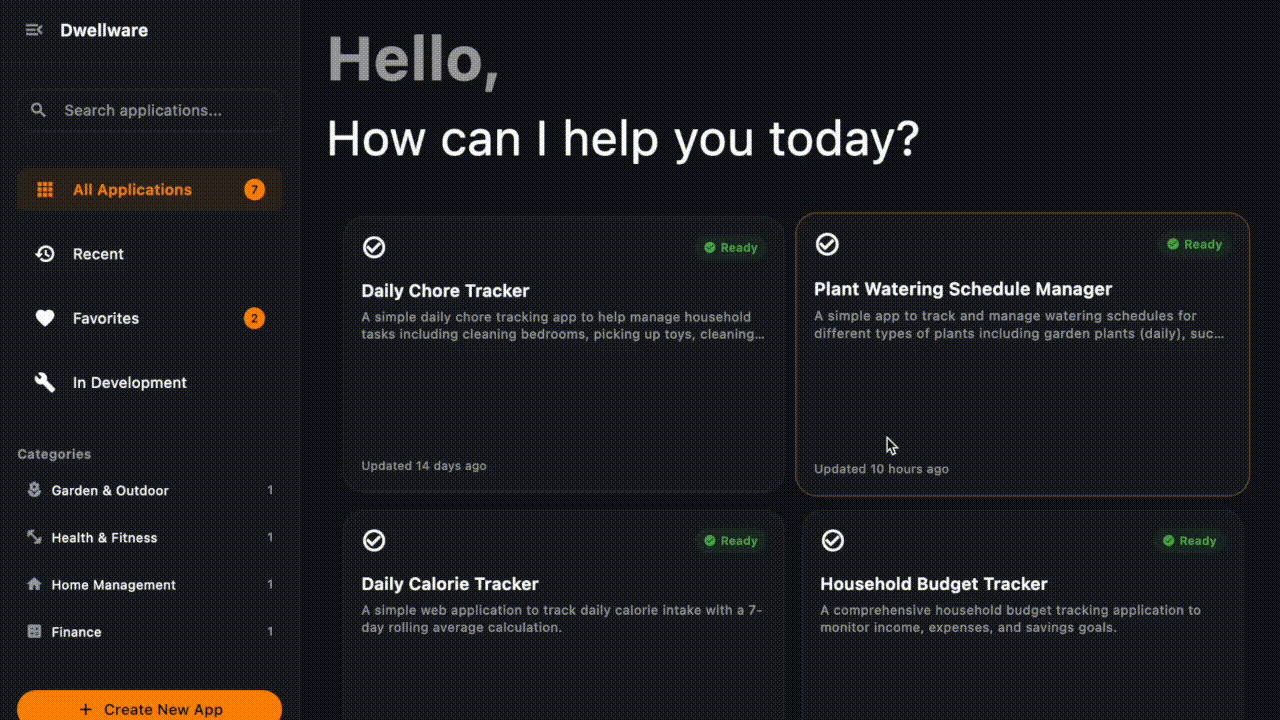 Dwellware
Search applications...
All Applications 7
Recent
Favorites 2
In Development
Categories
Garden & Outdoor 1
Health & Fitness 1
Home Management 1
Finance 1
+ Create New App
Hello,
How can I help you today?
Ready
Daily Chore Tracker
A simple daily chore tracking app to help manage household
tasks including cleaning bedrooms, picking up toys, cleaning...
Updated 14 days ago
Ready
Plant Watering Schedule Manager
A simple app to track and manage watering schedules for
different types of plants including garden plants (daily), suc...
Updated 10 hours ago
Ready
Daily Calorie Tracker
A simple web application to track daily calorie intake with a 7-
day rolling average calculation.
Ready
Household Budget Tracker
A comprehensive household budget tracking application to
monitor income, expenses, and savings goals.